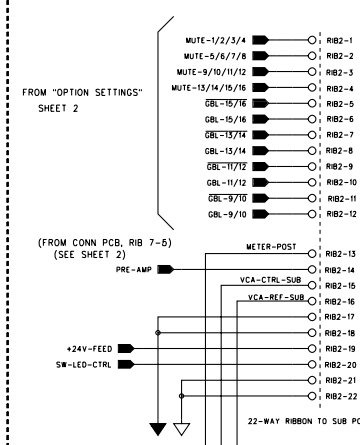 MUTE-1/2/3/4 RIB2-1
MUTE-5/6/7/8 RIB2-2
MUTE-9/10/11/12 RIB2-3
MUTE-13/14/15/16 RIB2-4
FROM "OPTION SETTINGS"
SHEET 2
GBL-15/16 RIB2-5
GBL-15/16 RIB2-6
GBL-13/14 RIB2-7
GBL-13/14 RIB2-8
GBL-11/12 RIB2-9
GBL-11/12 RIB2-10
GBL-9/10 RIB2-11
GBL-9/10 RIB2-12
(FROM CONN PCB, RIB 7-5)
(SEE SHEET 2)
METER-POST RIB2-13
PRE-AMP RIB2-14
VCA-CTRL-SUB RIB2-15
VCA-REF-SUB RIB2-16
RIB2-17
RIB2-18
+24V-FEED RIB2-19
SW-LED-CTRL RIB2-20
RIB2-21
RIB2-22
22-WAY RIBBON TO SUB